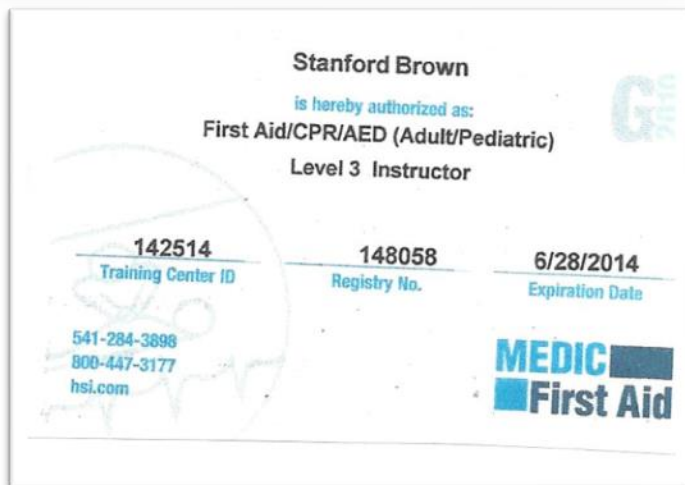 Stanford Brown
is hereby authorized as:
First Aid/CPR/AED (Adult/Pediatric)
Level 3 Instructor
G2010
142514
Training Center ID
148058
Registry No.
6/28/2014
Expiration Date
541-284-3898
800-447-3177
hsi.com
MEDIC
First Aid